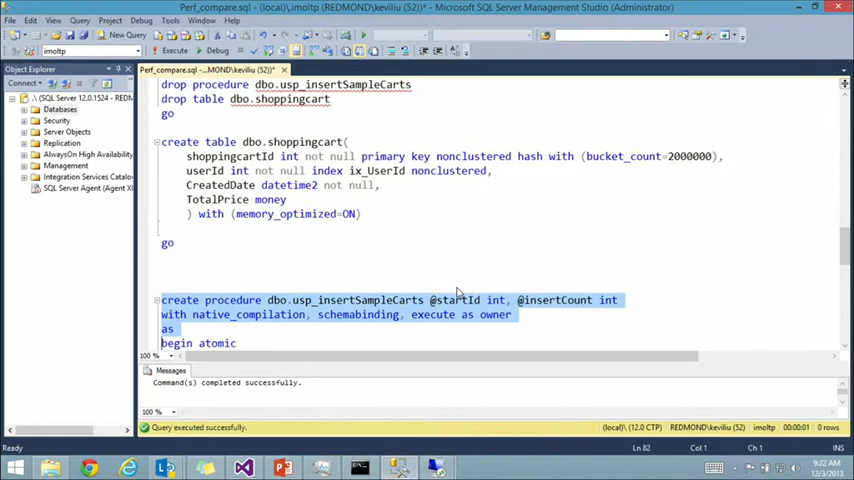 Perf_compare.sql - (local)\.imoltp (REDMOND\keviliu (52))* - Microsoft SQL Server Management Studio (Administrator)
Edit View Query Project Debug Tools Window Help
New Query
imoltp Execute Debug
Object Explorer
Perf_compare.sql -...MOND\keviliu (52))*
Connect
. (SQL Server 12.0.1524 - REDM
Databases
Security
Server Objects
Replication
AlwaysOn High Availability
Management
Integration Services Catalo
SQL Server Agent (Agent XI
drop procedure dbo.usp_insertSampleCarts
drop table dbo.shoppingcart
go
create table dbo.shoppingcart(
shoppingcartId int not null primary key nonclustered hash with (bucket_count=2000000),
userId int not null index ix_UserId nonclustered,
CreatedDate datetime2 not null,
TotalPrice money
) with (memory_optimized=ON)
go
create procedure dbo.usp_insertSampleCarts @startId int, @insertCount int
with native_compilation, schemabinding, execute as owner
as
begin atomic
100 %
Messages
Command(s) completed successfully.
100 %
Query executed successfully. (local)\ (12.0 CTP) REDMOND\keviliu (52) imoltp 00:00:01 0 rows
Ready Ln 82 Col 1 Ch 1
9:22 AM
12/3/2013